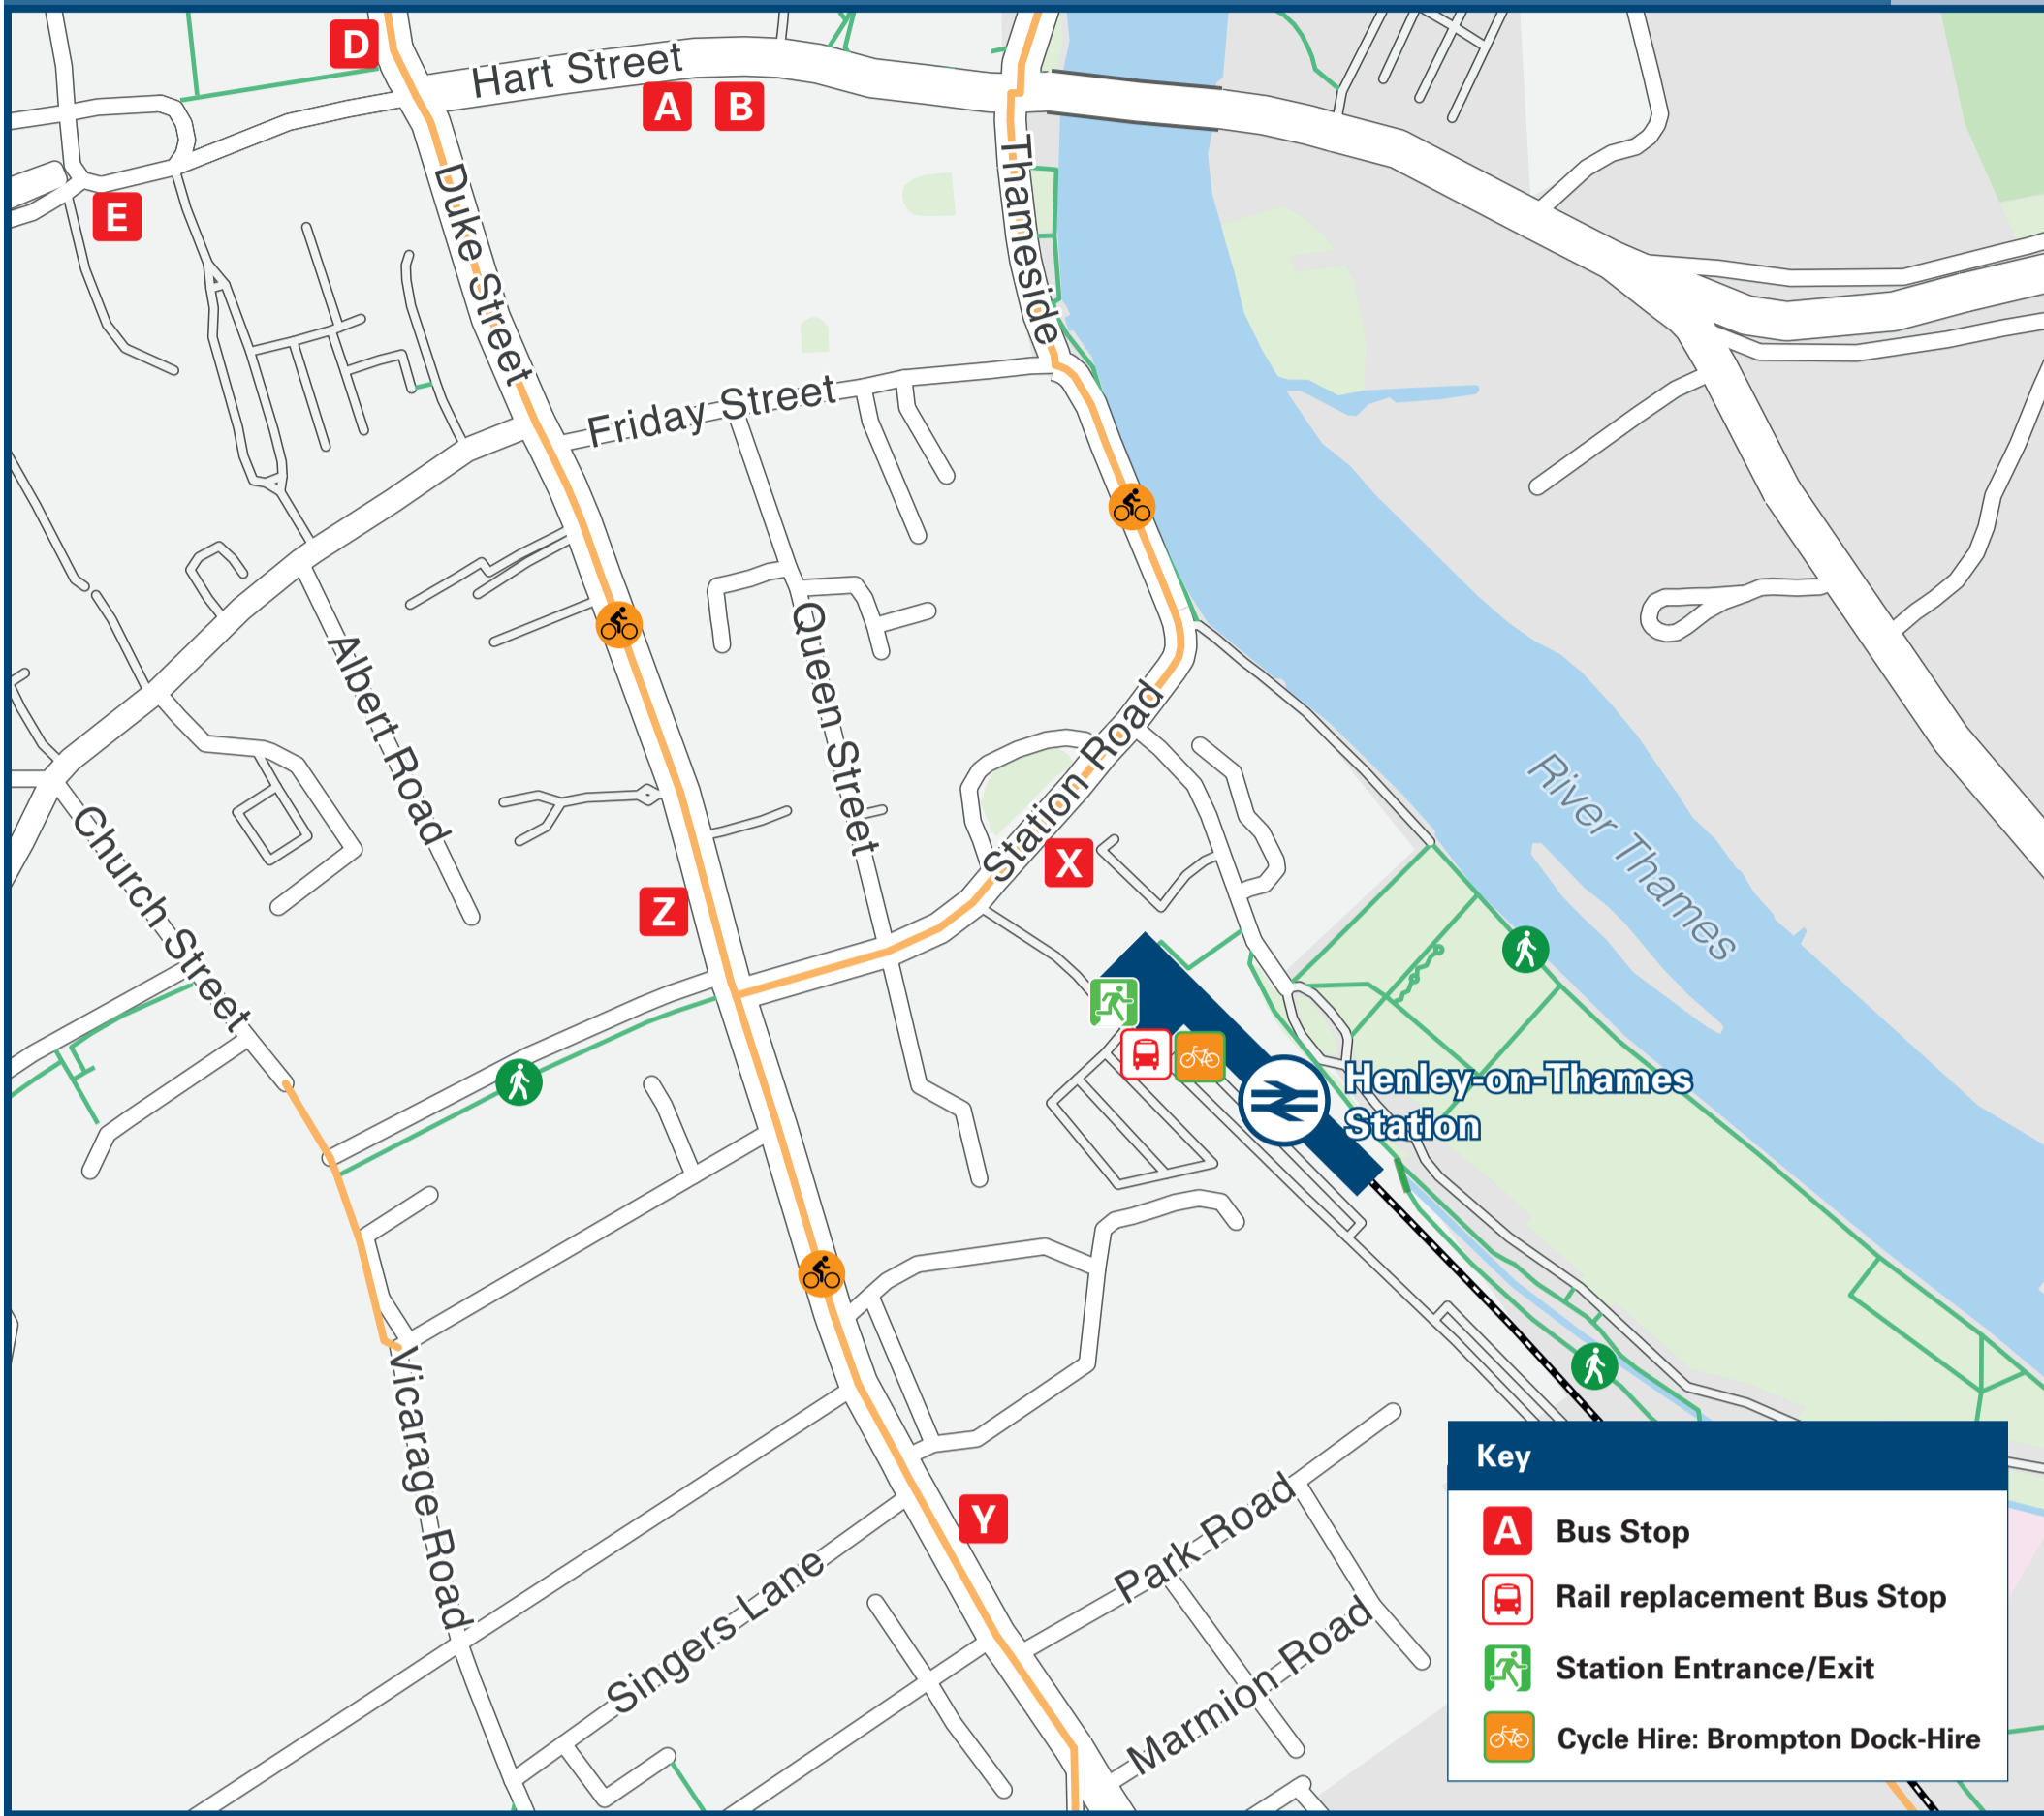 D
Hart Street
A
B
E
Duke Street
Thameside
Friday Street
Albert Road
Queen Street
Station Road
Church Street
X
Z
River Thames
Henley-on-Thames
Station
Vicarage Road
Y
Singers Lane
Park Road
Marmion Road
Key
A Bus Stop
Rail replacement Bus Stop
Station Entrance/Exit
Cycle Hire: Brompton Dock-Hire